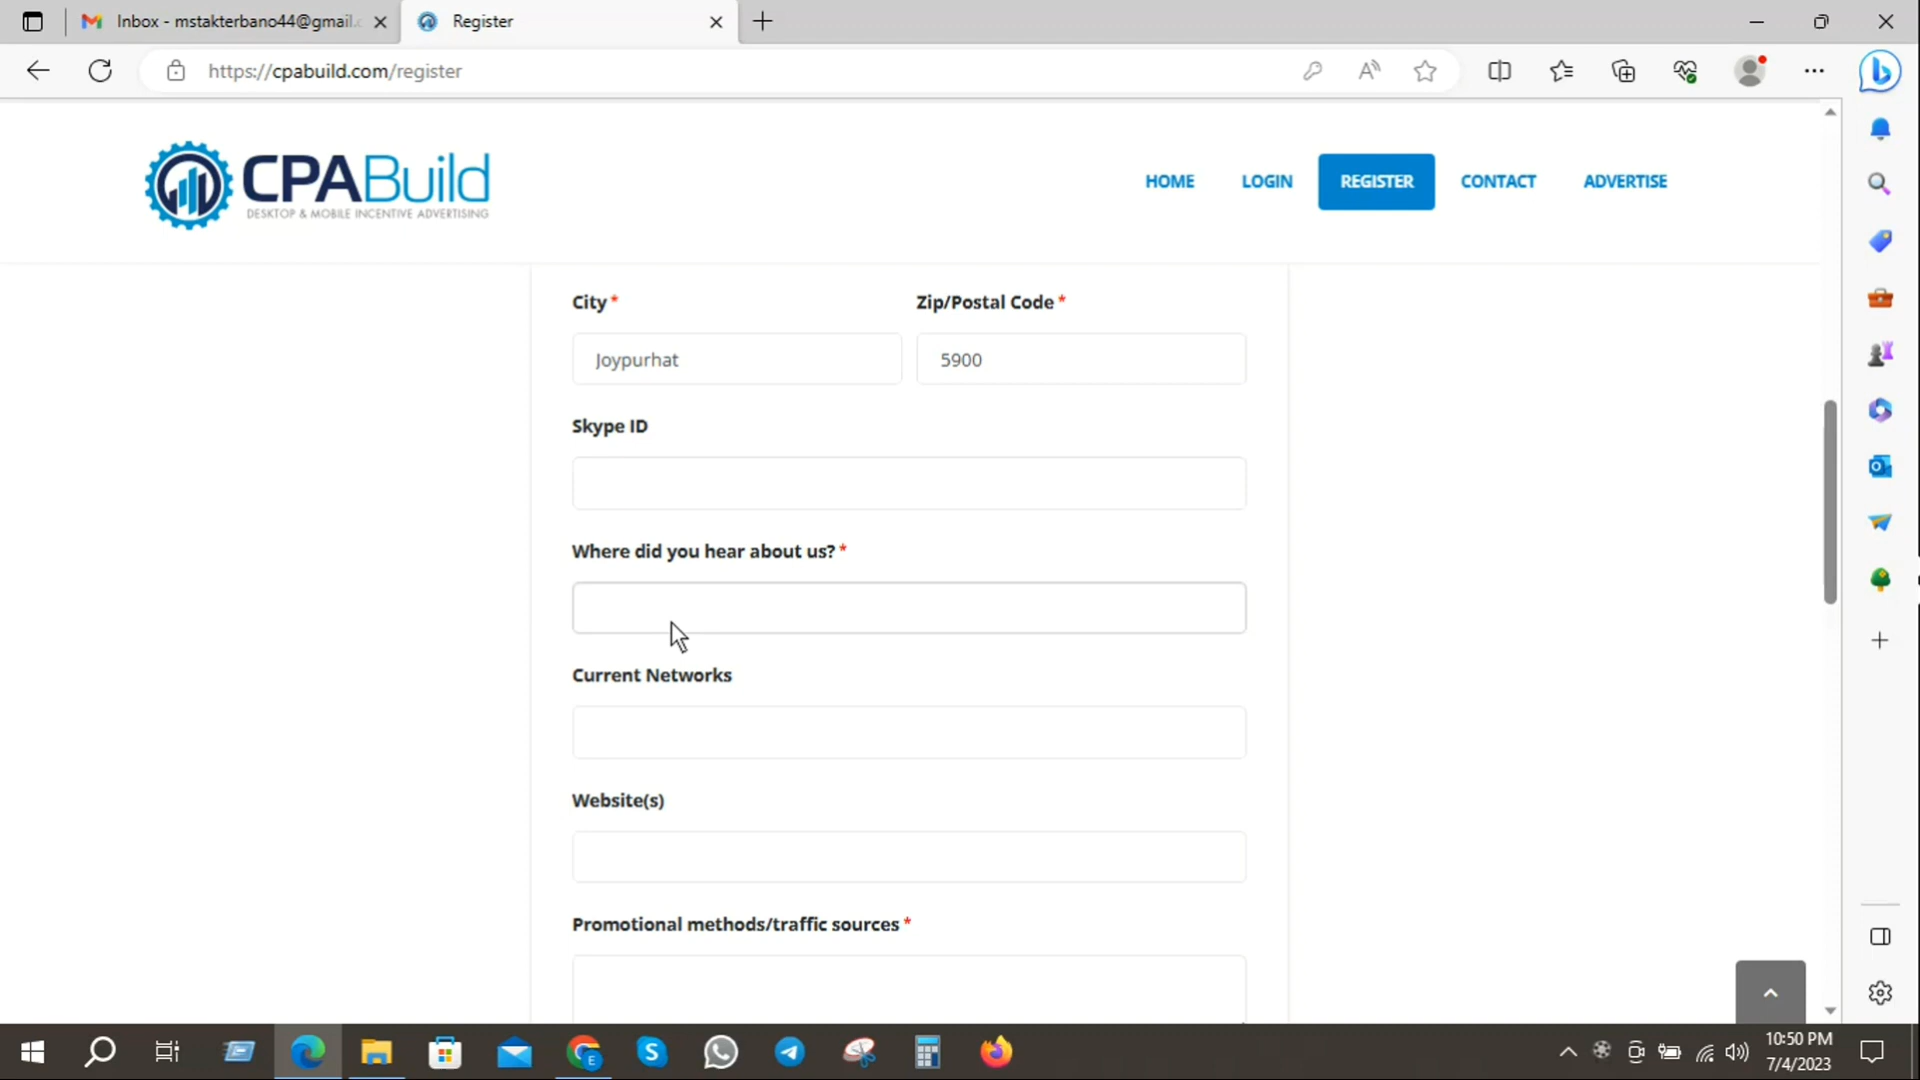 Inbox - mstakterbano44@gmail.c
Register
https://cpabuild.com/register
CPABuild
DESKTOP & MOBILE INCENTIVE ADVERTISING
HOME LOGIN REGISTER CONTACT ADVERTISE
City * Zip/Postal Code *
Joypurhat 5900
Skype ID
Where did you hear about us? *
Current Networks
Website(s)
Promotional methods/traffic sources *
10:50 PM
7/4/2023